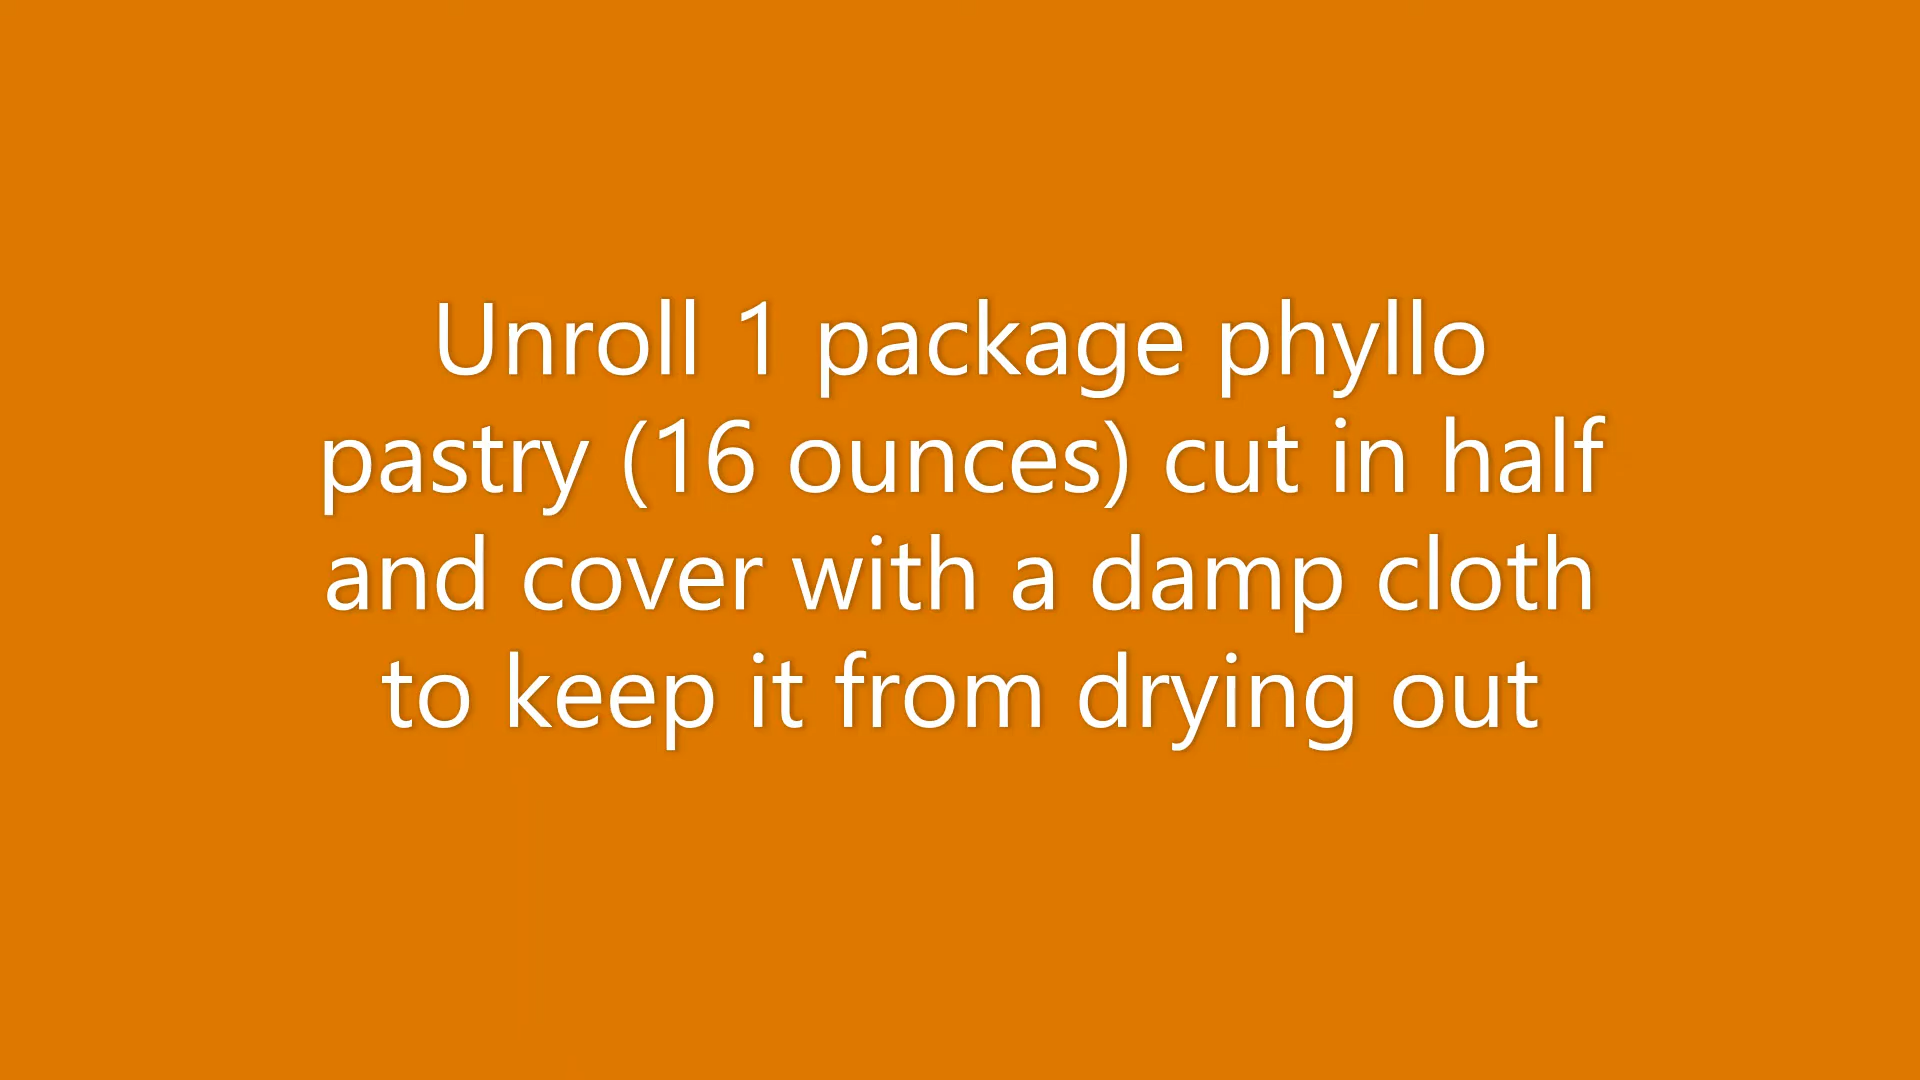 Unroll 1 package phyllo
pastry (16 ounces) cut in half
and cover with a damp cloth
to keep it from drying out